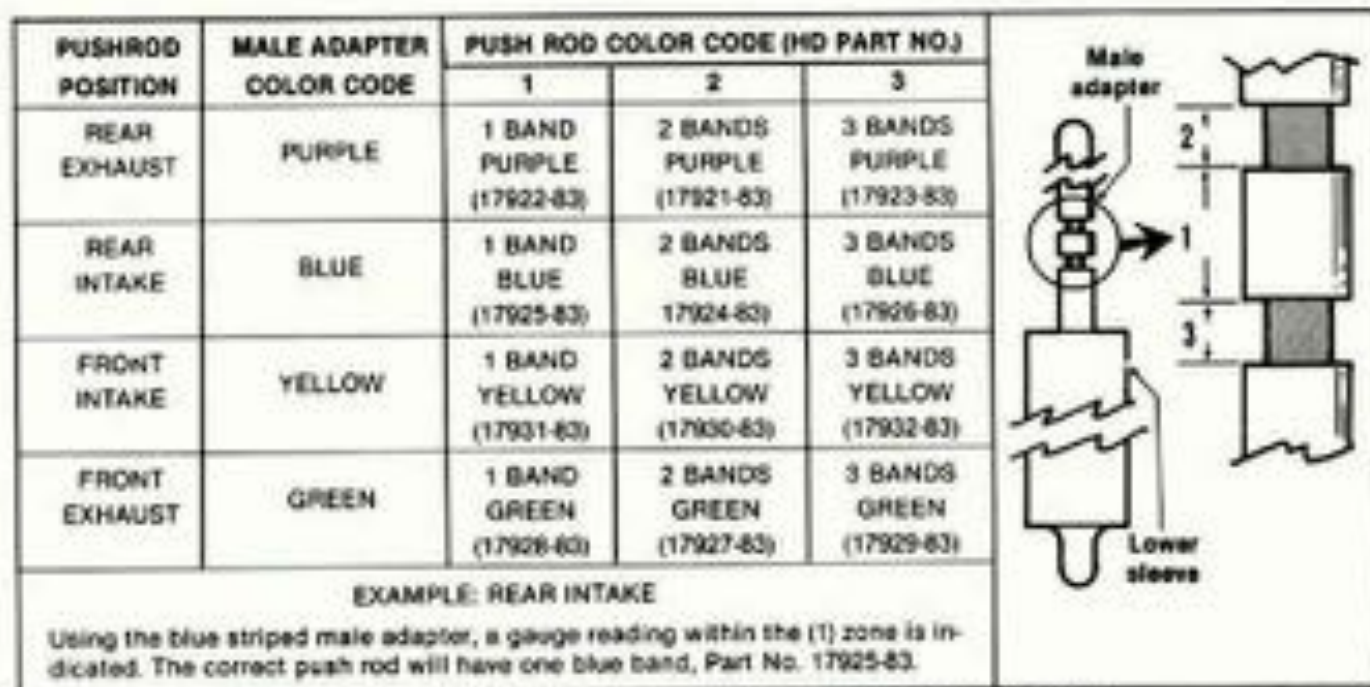 PUSHROD POSITION
MALE ADAPTER COLOR CODE
PUSH ROD COLOR CODE (HD PART NO.)
1 2 3
REAR EXHAUST
PURPLE
1 BAND PURPLE (17922-83)
2 BANDS PURPLE (17921-83)
3 BANDS PURPLE (17923-83)
REAR INTAKE
BLUE
1 BAND BLUE (17925-83)
2 BANDS BLUE 17924-83)
3 BANDS BLUE (17926-83)
FRONT INTAKE
YELLOW
1 BAND YELLOW (17931-83)
2 BANDS YELLOW (17930-83)
3 BANDS YELLOW (17932-83)
FRONT EXHAUST
GREEN
1 BAND GREEN (17928-83)
2 BANDS GREEN (17927-83)
3 BANDS GREEN (17929-83)
EXAMPLE: REAR INTAKE
Using the blue striped male adapter, a gauge reading within the (1) zone is in-
dicated. The correct push rod will have one blue band, Part No. 17925-83.
Male
adapter
2
1
3
Lower
sleeve